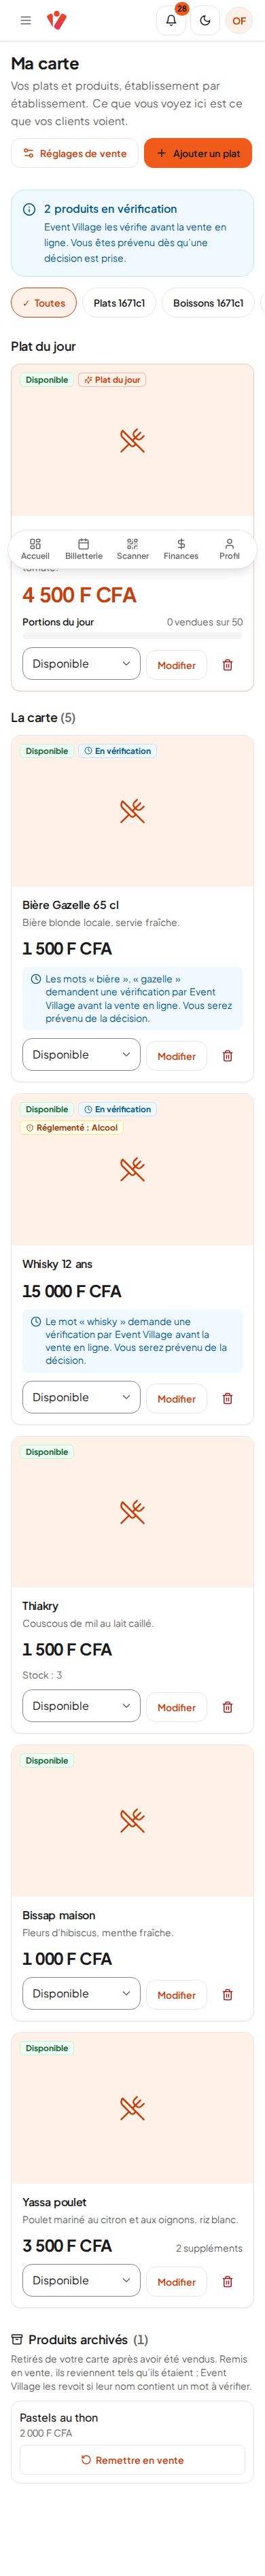 28
OF
Ma carte
Vos plats et produits, établissement par
établissement. Ce que vous voyez ici est ce
que vos clients voient.
Réglages de vente
Ajouter un plat
2 produits en vérification
Event Village les vérifie avant la vente en
ligne. Vous êtes prévenu dès qu'une
décision est prise.
Toutes
Plats 1671c1
Boissons 1671c1
Plat du jour
Disponible
Plat du jour
Accueil
Billetterie
Scanner
Finances
Profil
4 500 F CFA
Portions du jour
0 vendues sur 50
Disponible
Modifier
La carte (5)
Disponible
En vérification
Bière Gazelle 65 cl
Bière blonde locale, servie fraîche.
1 500 F CFA
Les mots « bière », « gazelle »
demandent une vérification par Event
Village avant la vente en ligne. Vous serez
prévenu de la décision.
Disponible
Modifier
Disponible
En vérification
Réglementé : Alcool
Whisky 12 ans
15 000 F CFA
Le mot « whisky » demande une
vérification par Event Village avant la
vente en ligne. Vous serez prévenu de la
décision.
Disponible
Modifier
Disponible
Thiakry
Couscous de mil au lait caillé.
1 500 F CFA
Stock : 3
Disponible
Modifier
Disponible
Bissap maison
Fleurs d'hibiscus, menthe fraîche.
1 000 F CFA
Disponible
Modifier
Disponible
Yassa poulet
Poulet mariné au citron et aux oignons, riz blanc.
3 500 F CFA
2 suppléments
Disponible
Modifier
Produits archivés (1)
Retirés de votre carte après avoir été vendus. Remis
en vente, ils reviennent tels qu'ils étaient ; Event
Village les revoit si leur nom contient un mot à vérifier.
Pastels au thon
2 000 F CFA
Remettre en vente